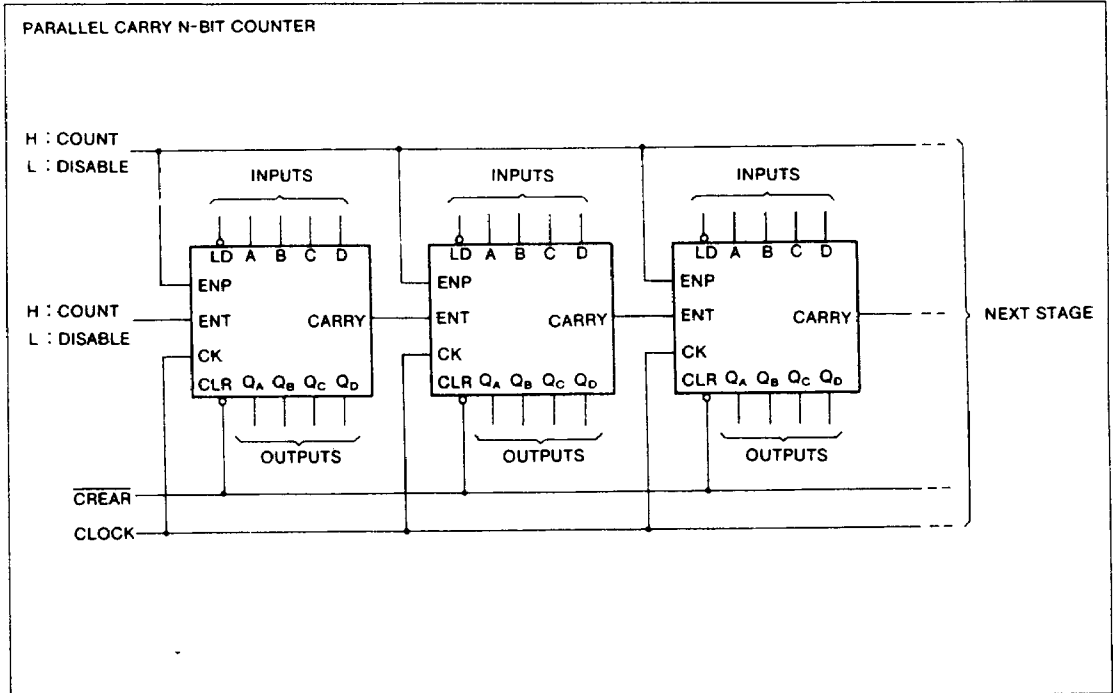 PARALLEL CARRY N-BIT COUNTER
H : COUNT
L : DISABLE
INPUTS INPUTS INPUTS
LD A B C D LD A B C D LD A B C D
ENP ENP ENP
H : COUNT
L : DISABLE
ENT CARRY ENT CARRY ENT CARRY
NEXT STAGE
CK CK CK
CLR QA QB QC QD CLR QA QB QC QD CLR QA QB QC QD
OUTPUTS OUTPUTS OUTPUTS
CREAR
CLOCK